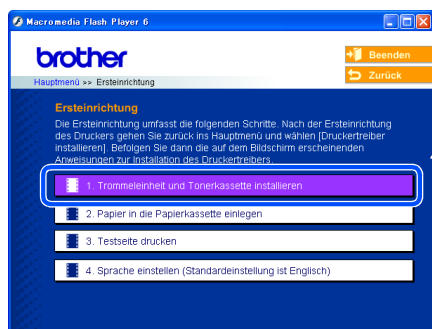 Macromedia Flash Player 6
brother
Beenden
Zurück
Hauptmenü >> Ersteinrichtung
Ersteinrichtung
Die Ersteinrichtung umfasst die folgenden Schritte. Nach der Ersteinrichtung
des Druckers gehen Sie zurück ins Hauptmenü und wählen [Druckertreiber
installieren]. Befolgen Sie dann die auf dem Bildschirm erscheinenden
Anweisungen zur Installation des Druckertreibers.
1. Trommeleinheit und Tonerkassette installieren
2. Papier in die Papierkassette einlegen
3. Testseite drucken
4. Sprache einstellen (Standardeinstellung ist Englisch)